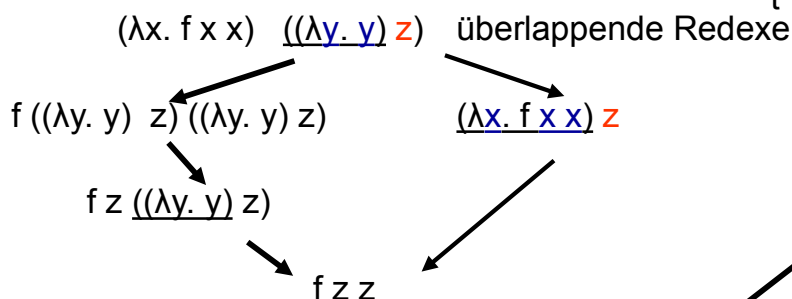 (λx. f x x) ((λy. y) z) überlappende Redexe
f ((λy. y) z) ((λy. y) z) (λx. f x x) z
f z ((λy. y) z)
f z z